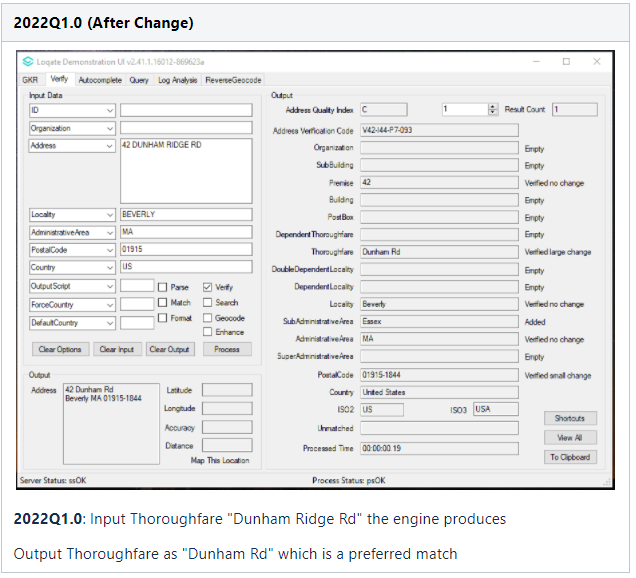 2022Q1.0 (After Change)
Loqate Demonstration UI v2.41.1.16012-869623a
GKR Verify Autocomplete Query Log Analysis ReverseGeocode
Input Data
ID
Organization
Address 42 DUNHAM RIDGE RD
Locality BEVERLY
AdministrativeArea MA
PostalCode 01915
Country US
OutputScript Parse Verify
ForceCountry Match Search
DefaultCountry Format Geocode
Enhance
Clear Options Clear Input Clear Output Process
Output
Address 42 Dunham Rd
Beverly MA 01915-1844
Latitude
Longitude
Accuracy
Distance
Map This Location
Output
Address Quality Index C 1 Result Count 1
Address Verification Code V42-I44-P7-093
Organization Empty
SubBuilding Empty
Premise 42 Verified no change
Building Empty
PostBox Empty
DependentThoroughfare Empty
Thoroughfare Dunham Rd Verified large change
DoubleDependentLocality Empty
DependentLocality Empty
Locality Beverly Verified no change
SubAdministrativeArea Essex Added
AdministrativeArea MA Verified no change
SuperAdministrativeArea Empty
PostalCode 01915-1844 Verified small change
Country United States
ISO2 US ISO3 USA
Unmatched
Processed Time 00:00:00.19
Shortcuts
View All
To Clipboard
Server Status: ssOK Process Status: psOK
2022Q1.0: Input Thoroughfare "Dunham Ridge Rd" the engine produces
Output Thoroughfare as "Dunham Rd" which is a preferred match